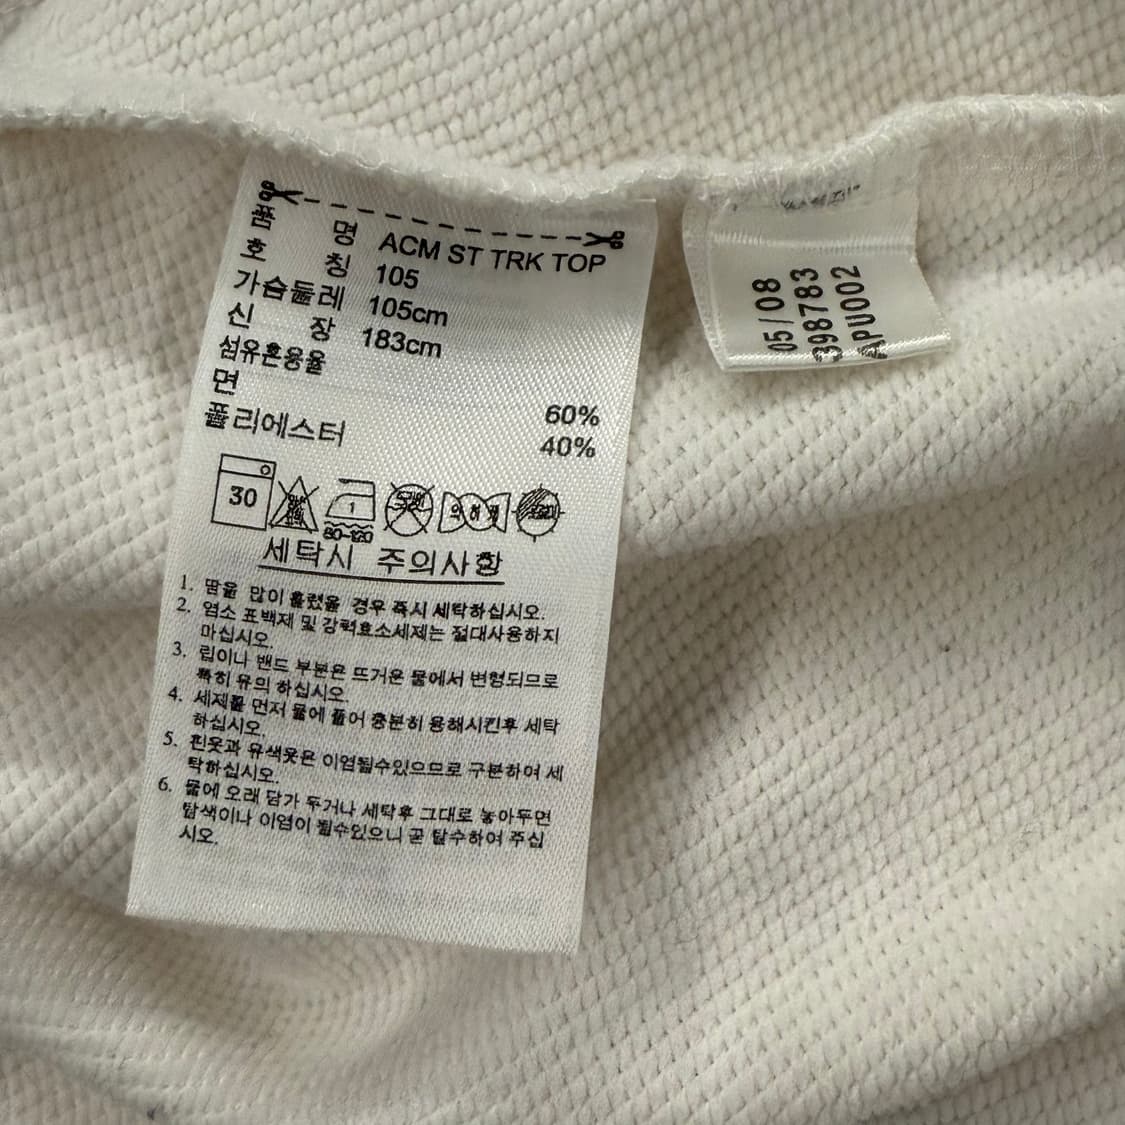 품 명 ACM ST TRK TOP
호 칭 105
가슴둘레 105cm
신 장 183cm
섬유혼용율
면 60%
폴리에스터 40%
30
1
80-120
세탁시 주의사항
1. 땀을 많이 흘렸을 경우 즉시 세탁하십시오.
2. 염소 표백제 및 강력효소세제는 절대사용하지
마십시오.
3. 립이나 밴드 부분은 뜨거운 물에서 변형되므로
특히 유의 하십시오.
4. 세제를 먼저 물에 풀어 충분히 용해시킨후 세탁
하십시오.
5. 흰옷과 유색옷은 이염될수있으므로 구분하여 세
탁하십시오.
6. 물에 오래 담가 두거나 세탁후 그대로 놓아두면
탈색이나 이염이 될수있으니 곧 탈수하여 주십
시오.
05/08
398783
APU002